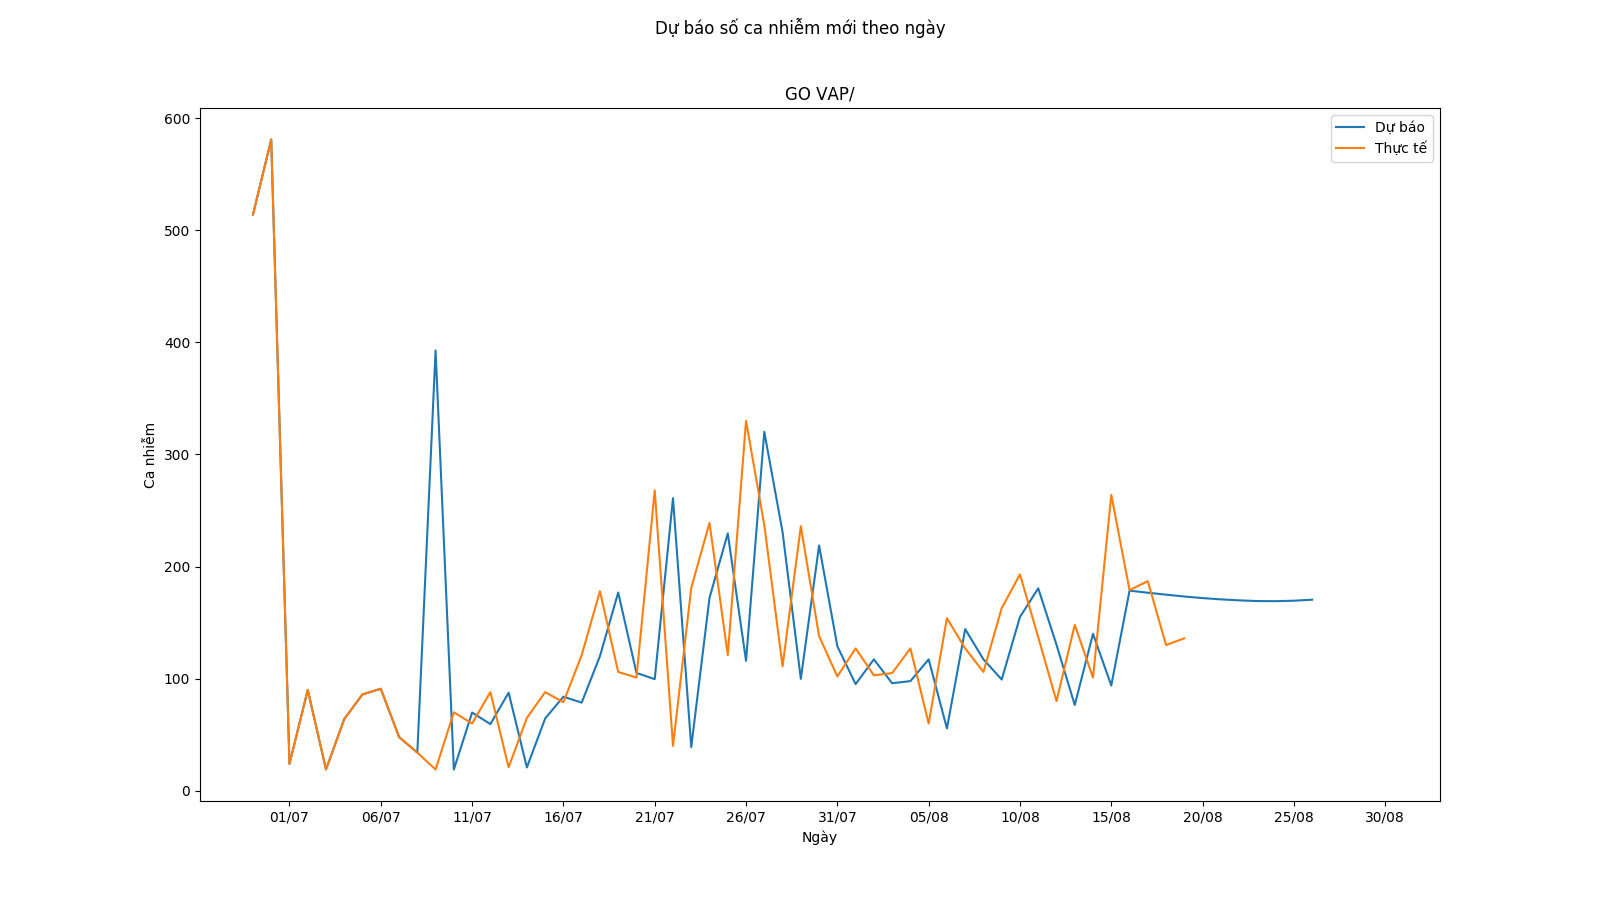 Dự báo số ca nhiễm mới theo ngày
GO VAP/
Dự báo
Thực tế
600
500
400
300
200
100
0
Ca nhiễm
01/07 06/07 11/07 16/07 21/07 26/07 31/07 05/08 10/08 15/08 20/08 25/08 30/08
Ngày